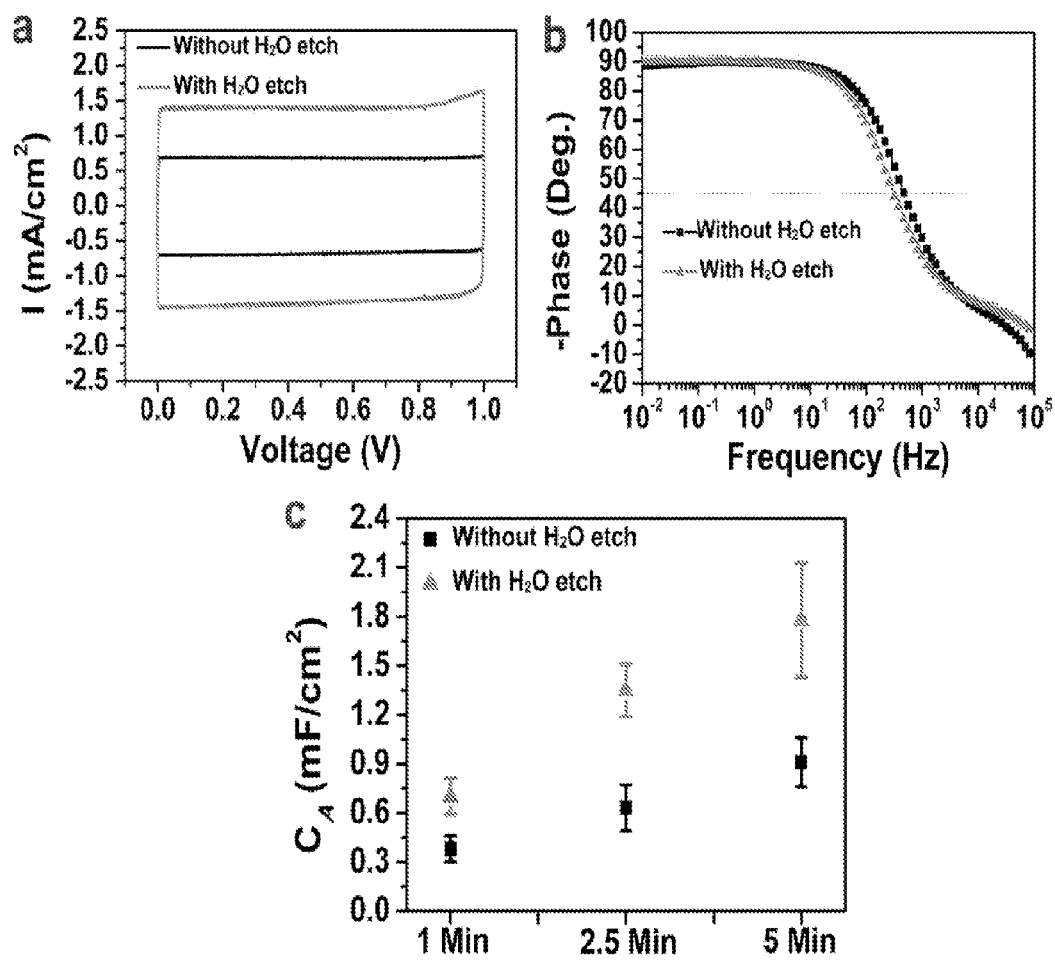 a
2.5
2.0
1.5
1.0
0.5
0.0
-0.5
-1.0
-1.5
-2.0
-2.5
I (mA/cm²)
Without H₂O etch
With H₂O etch
0.0 0.2 0.4 0.6 0.8 1.0
Voltage (V)
b
100
90
80
70
60
50
40
30
20
10
0
-10
-20
-Phase (Deg.)
Without H₂O etch
With H₂O etch
10⁻² 10⁻¹ 10⁰ 10¹ 10² 10³ 10⁴ 10⁵
Frequency (Hz)
c
2.4
2.1
1.8
1.5
1.2
0.9
0.6
0.3
0.0
C_A (mF/cm²)
Without H₂O etch
With H₂O etch
1 Min 2.5 Min 5 Min